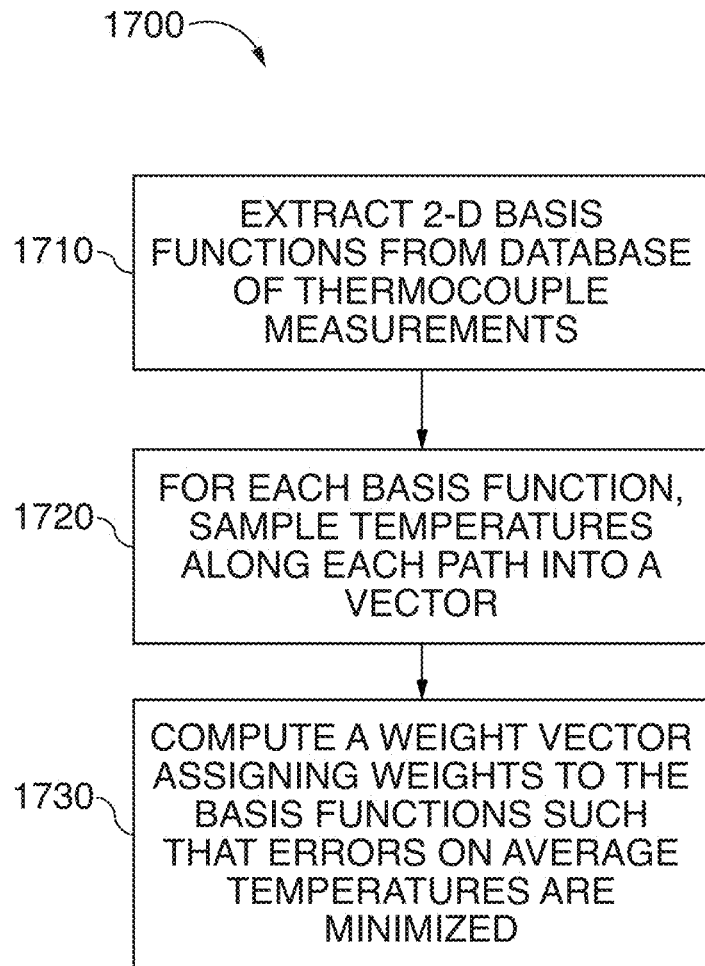 1700
1710
EXTRACT 2-D BASIS
FUNCTIONS FROM DATABASE
OF THERMOCOUPLE
MEASUREMENTS
1720
FOR EACH BASIS FUNCTION,
SAMPLE TEMPERATURES
ALONG EACH PATH INTO A
VECTOR
1730
COMPUTE A WEIGHT VECTOR
ASSIGNING WEIGHTS TO THE
BASIS FUNCTIONS SUCH
THAT ERRORS ON AVERAGE
TEMPERATURES ARE
MINIMIZED